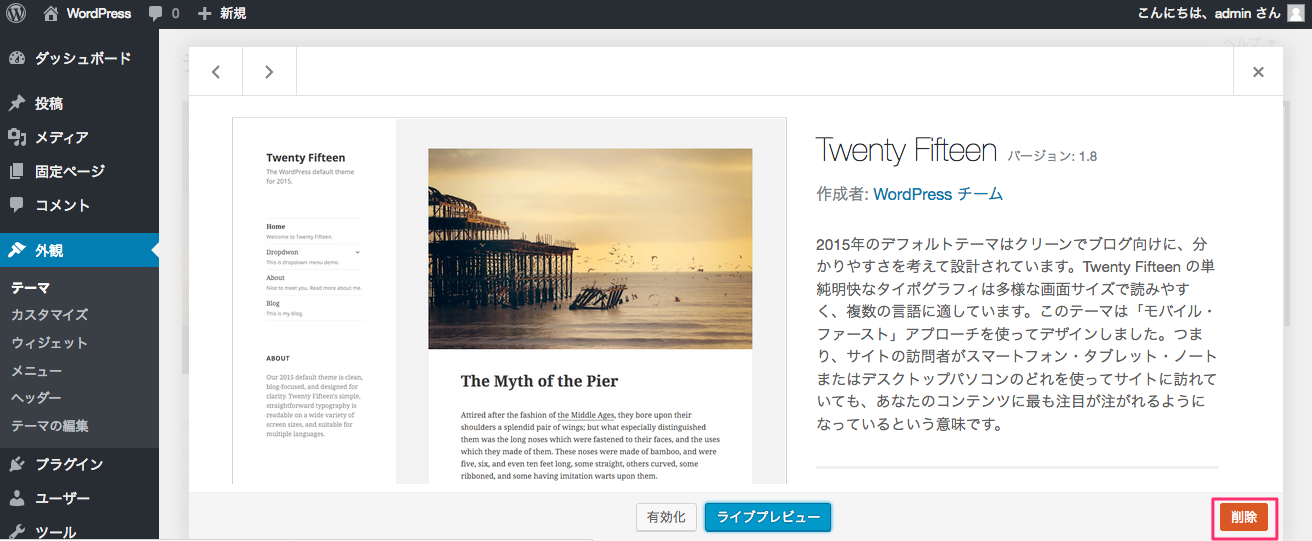 WordPress 0 新規 こんにちは、admin さん
ダッシュボード
投稿
メディア
固定ページ
コメント
外観
テーマ
カスタマイズ
ウィジェット
メニュー
ヘッダー
テーマの編集
プラグイン
ユーザー
ツール
ヘルプ
Twenty Fifteen
The WordPress default theme
for 2015.
Home
Welcome to Twenty Fifteen.
Dropdwon
This is dropdown menu demo.
About
Nice to meet you. Read more about me.
Blog
This is my blog.
ABOUT
Our 2015 default theme is clean,
blog-focused, and designed for
clarity. Twenty Fifteen's simple,
straightforward typography is
readable on a wide variety of
screen sizes, and suitable for
multiple languages.
The Myth of the Pier
Attired after the fashion of the Middle Ages, they bore upon their
shoulders a splendid pair of wings; but what especially distinguished
them was the long noses which were fastened to their faces, and the uses
which they made of them. These noses were made of bamboo, and were
five, six, and even ten feet long, some straight, others curved, some
ribboned, and some having imitation warts upon them.
Twenty Fifteen バージョン: 1.8
作成者: WordPress チーム
2015年のデフォルトテーマはクリーンでブログ向けに、分
かりやすさを考えて設計されています。Twenty Fifteen の単
純明快なタイポグラフィは多様な画面サイズで読みやす
く、複数の言語に適しています。このテーマは「モバイル・
ファースト」アプローチを使ってデザインしました。つま
り、サイトの訪問者がスマートフォン・タブレット・ノート
またはデスクトップパソコンのどれを使ってサイトに訪れて
いても、あなたのコンテンツに最も注目が注がれるように
なっているという意味です。
有効化 ライブプレビュー 削除